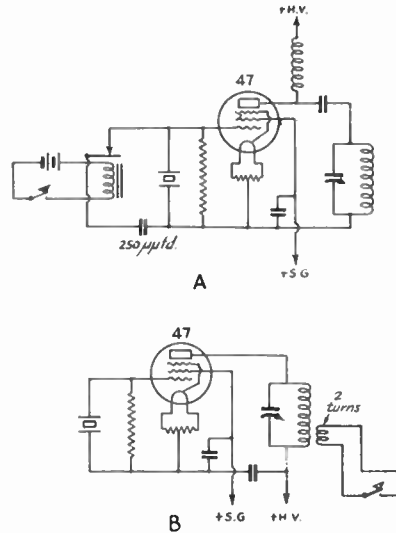 +H.V.
47
250 μμfd.
+S.G
A
47
2
turns
+S.G
+H.V.
B